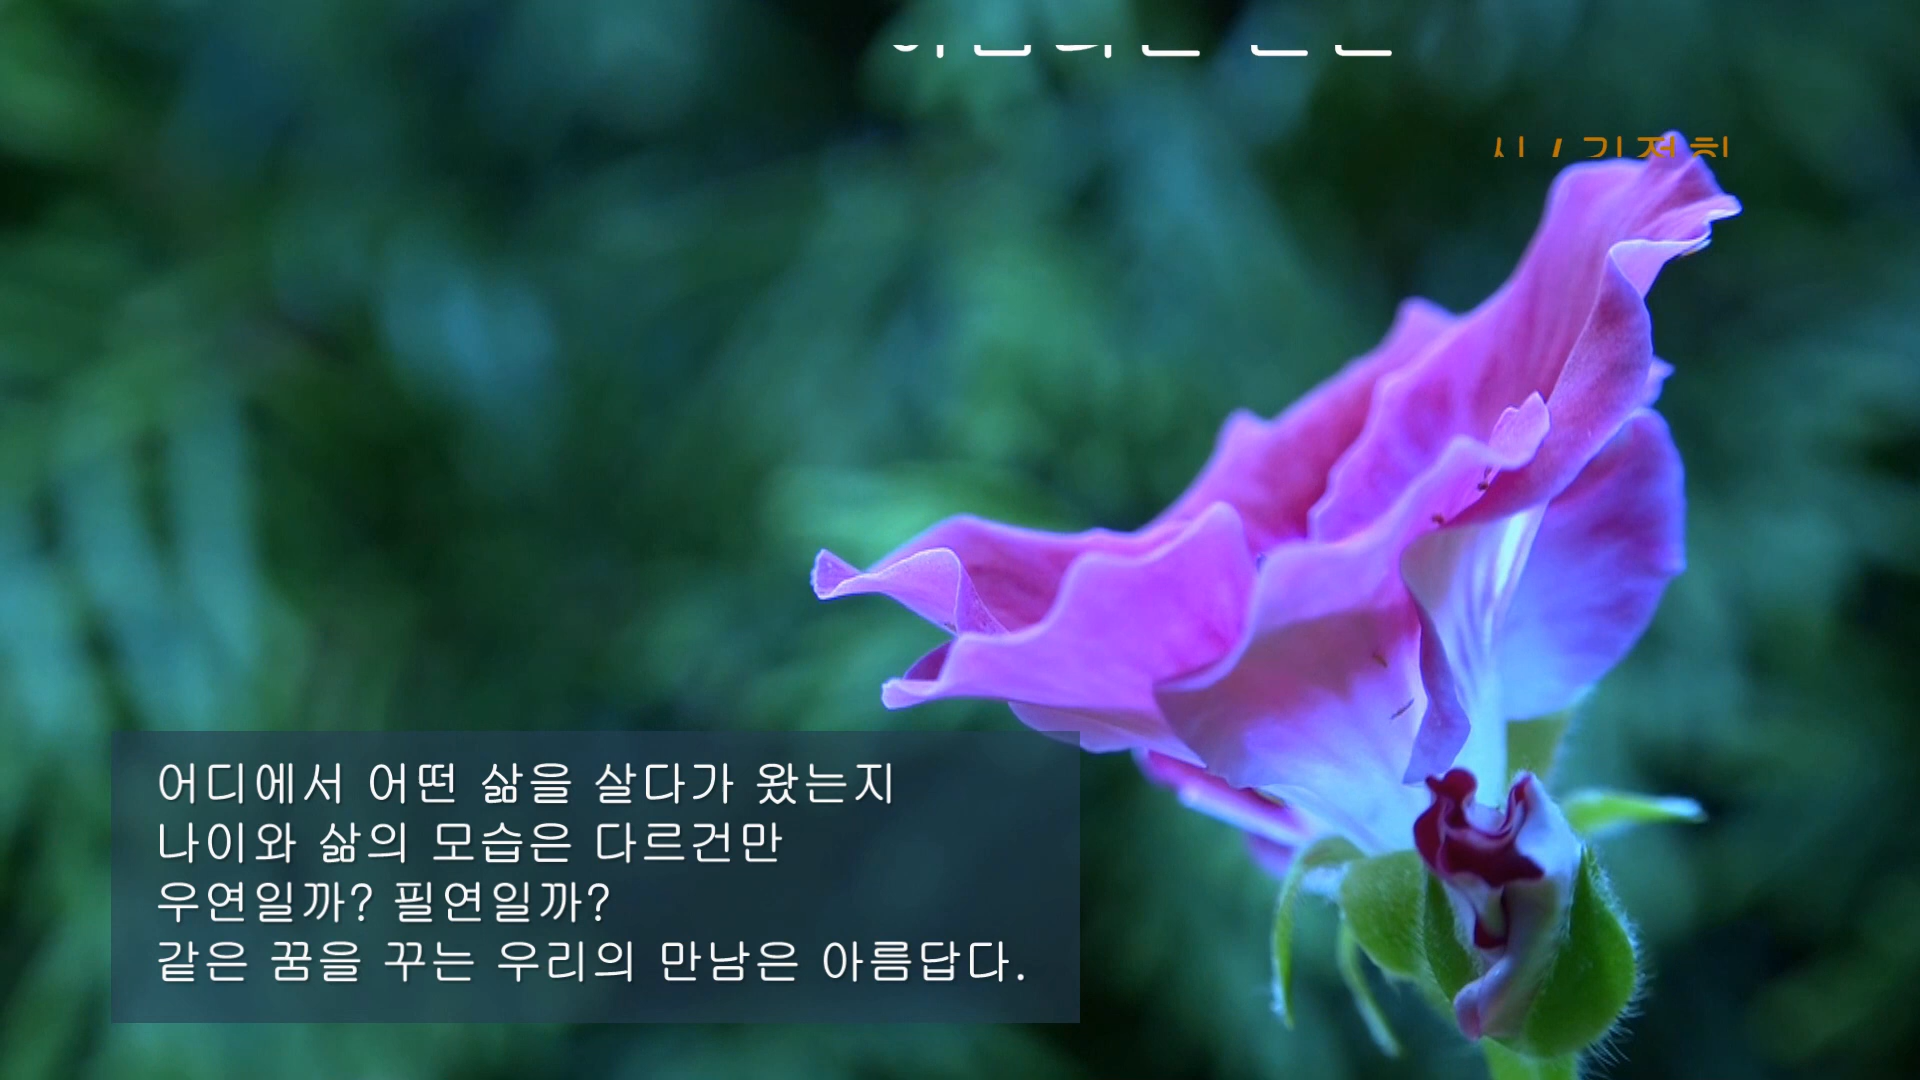 어디에서 어떤 삶을 살다가 왔는지
나이와 삶의 모습은 다르건만
우연일까? 필연일까?
같은 꿈을 꾸는 우리의 만남은 아름답다.